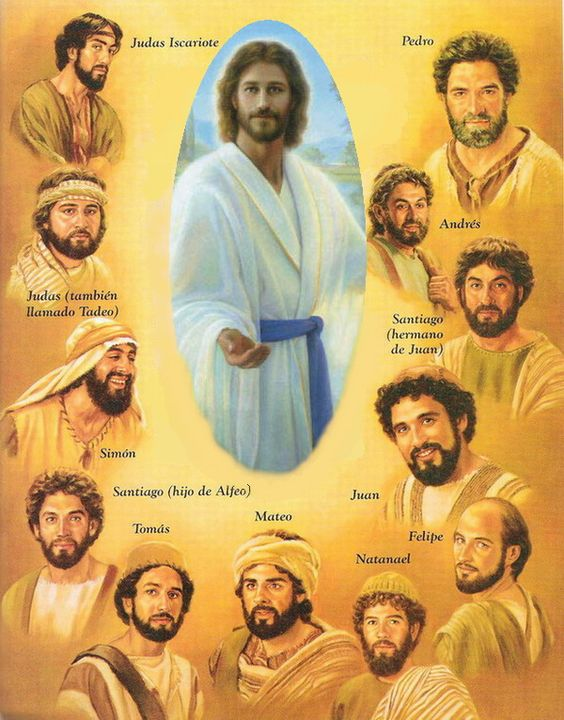 Judas Iscariote
Pedro
Andrés
Judas (también
llamado Tadeo)
Santiago
(hermano
de Juan)
Simón
Santiago (hijo de Alfeo)
Juan
Mateo
Tomás
Felipe
Natanael